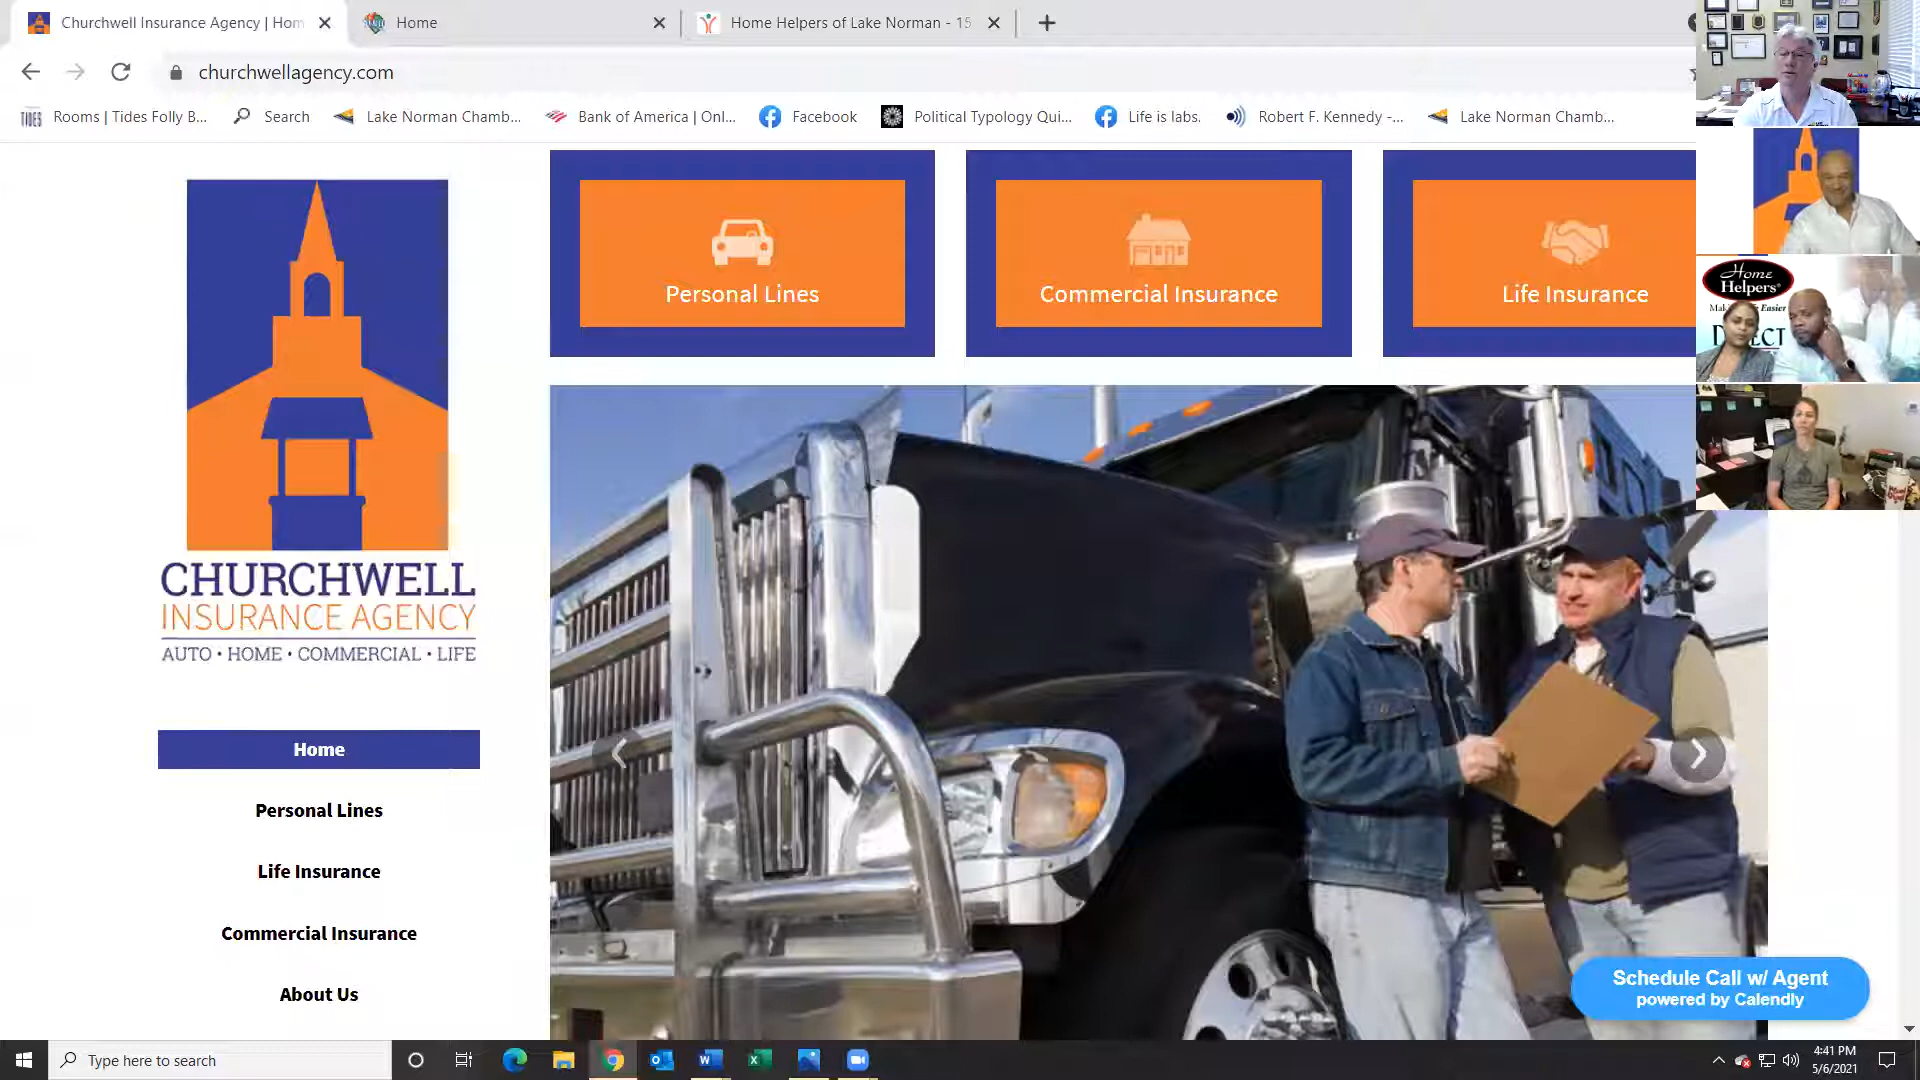 Churchwell Insurance Agency | Hom
Home
Home Helpers of Lake Norman - 15
churchwellagency.com
TIDES
Rooms | Tides Folly B...
Search
Lake Norman Chamb...
Bank of America | Onl...
Facebook
Political Typology Qui...
Life is labs.
Robert F. Kennedy -...
Lake Norman Chamb...
Personal Lines
Commercial Insurance
Life Insurance
Home
Helpers®
Easier
CHURCHWELL
INSURANCE AGENCY
AUTO • HOME • COMMERCIAL • LIFE
Home
Personal Lines
Life Insurance
Commercial Insurance
About Us
Schedule Call w/ Agent
powered by Calendly
Type here to search
4:41 PM
5/6/2021